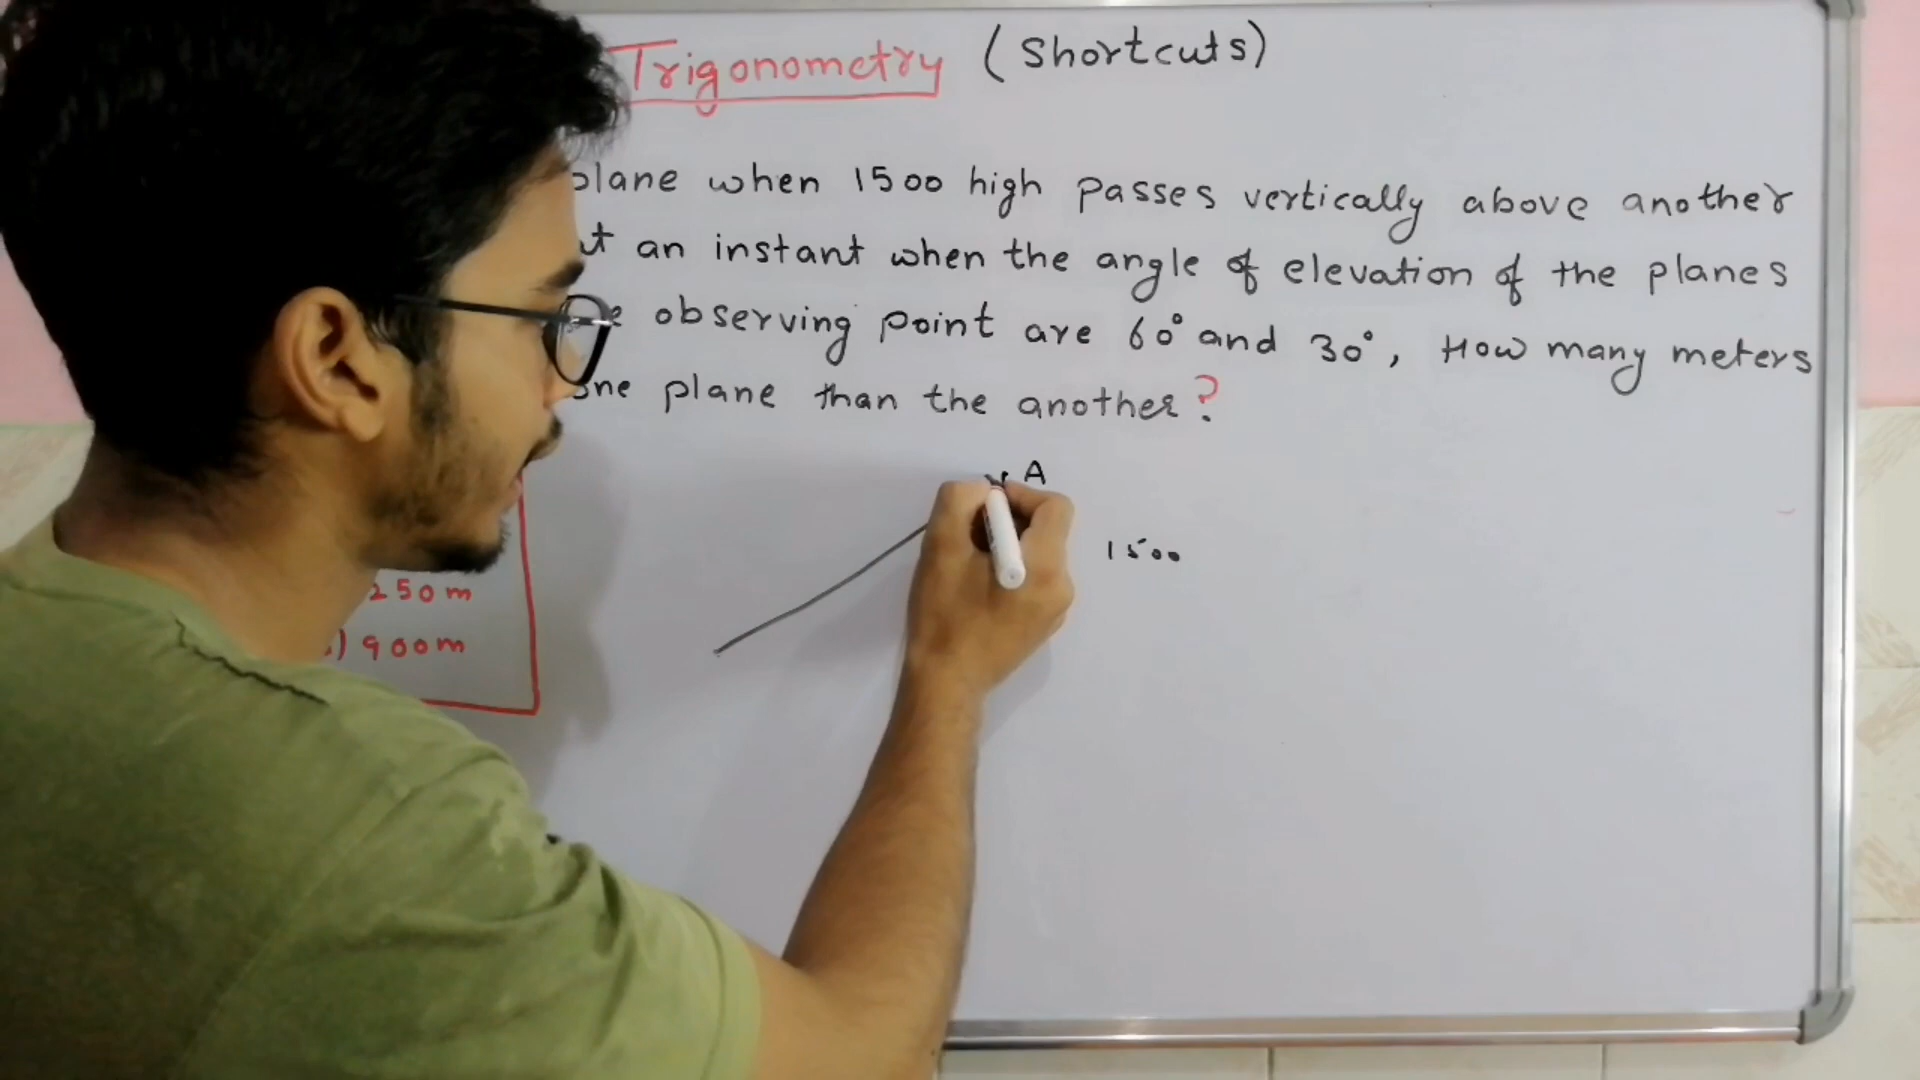 Trigonometry (Shortcuts)
plane when 1500 high passes vertically above another
an instant when the angle of elevation of the planes
observing point are 60° and 30°, How many meters
one plane than the another?
A
1500
250m
) 900m